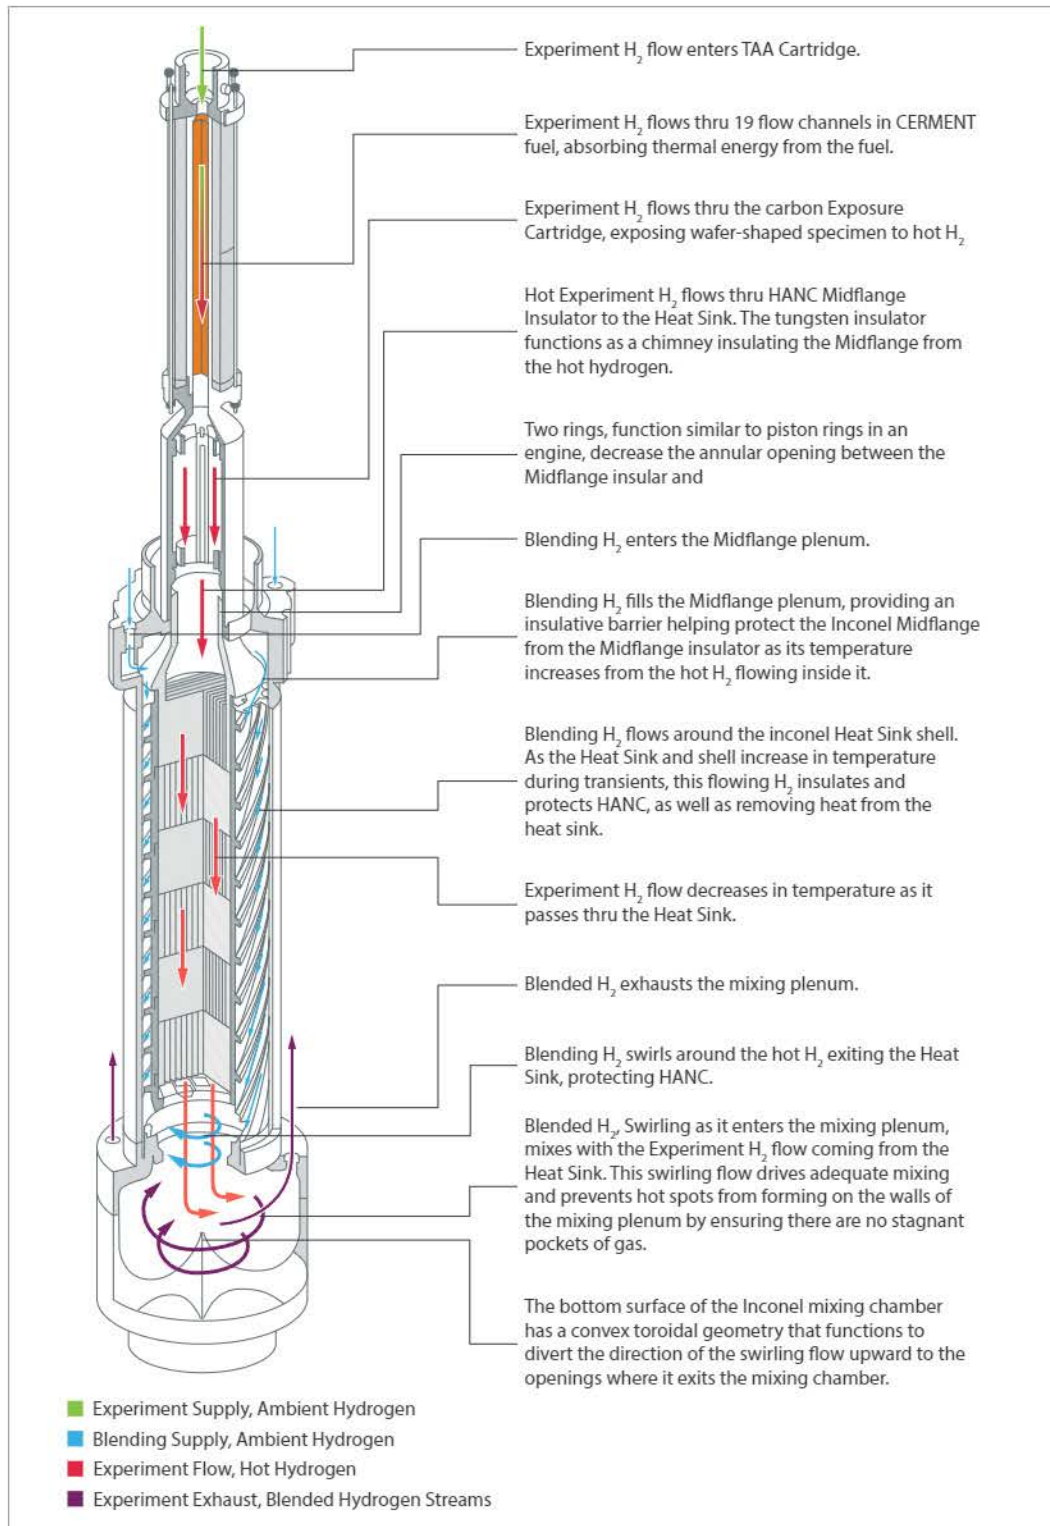 Experiment H2 flow enters TAA Cartridge.
Experiment H2 flows thru 19 flow channels in CERMENT
fuel, absorbing thermal energy from the fuel.
Experiment H2 flows thru the carbon Exposure
Cartridge, exposing wafer-shaped specimen to hot H2
Hot Experiment H2 flows thru HANC Midflange
Insulator to the Heat Sink. The tungsten insulator
functions as a chimney insulating the Midflange from
the hot hydrogen.
Two rings, function similar to piston rings in an
engine, decrease the annular opening between the
Midflange insular and
Blending H2 enters the Midflange plenum.
Blending H2 fills the Midflange plenum, providing an
insulative barrier helping protect the Inconel Midflange
from the Midflange insulator as its temperature
increases from the hot H2 flowing inside it.
Blending H2 flows around the inconel Heat Sink shell.
As the Heat Sink and shell increase in temperature
during transients, this flowing H2 insulates and
protects HANC, as well as removing heat from the
heat sink.
Experiment H2 flow decreases in temperature as it
passes thru the Heat Sink.
Blended H2 exhausts the mixing plenum.
Blending H2 swirls around the hot H2 exiting the Heat
Sink, protecting HANC.
Blended H2, Swirling as it enters the mixing plenum,
mixes with the Experiment H2 flow coming from the
Heat Sink. This swirling flow drives adequate mixing
and prevents hot spots from forming on the walls of
the mixing plenum by ensuring there are no stagnant
pockets of gas.
The bottom surface of the Inconel mixing chamber
has a convex toroidal geometry that functions to
divert the direction of the swirling flow upward to the
openings where it exits the mixing chamber.
Experiment Supply, Ambient Hydrogen
Blending Supply, Ambient Hydrogen
Experiment Flow, Hot Hydrogen
Experiment Exhaust, Blended Hydrogen Streams